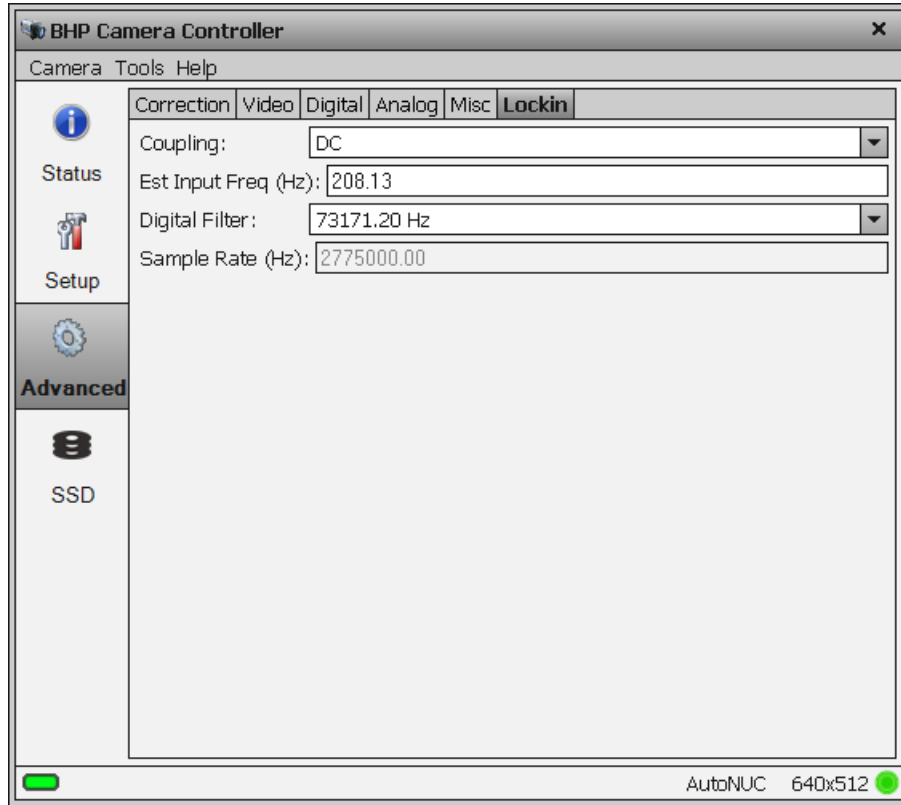 BHP Camera Controller
Camera Tools Help
Status
Setup
Advanced
SSD
Correction Video Digital Analog Misc Lockin
Coupling: DC
Est Input Freq (Hz): 208.13
Digital Filter: 73171.20 Hz
Sample Rate (Hz): 2775000.00
AutoNUC 640x512